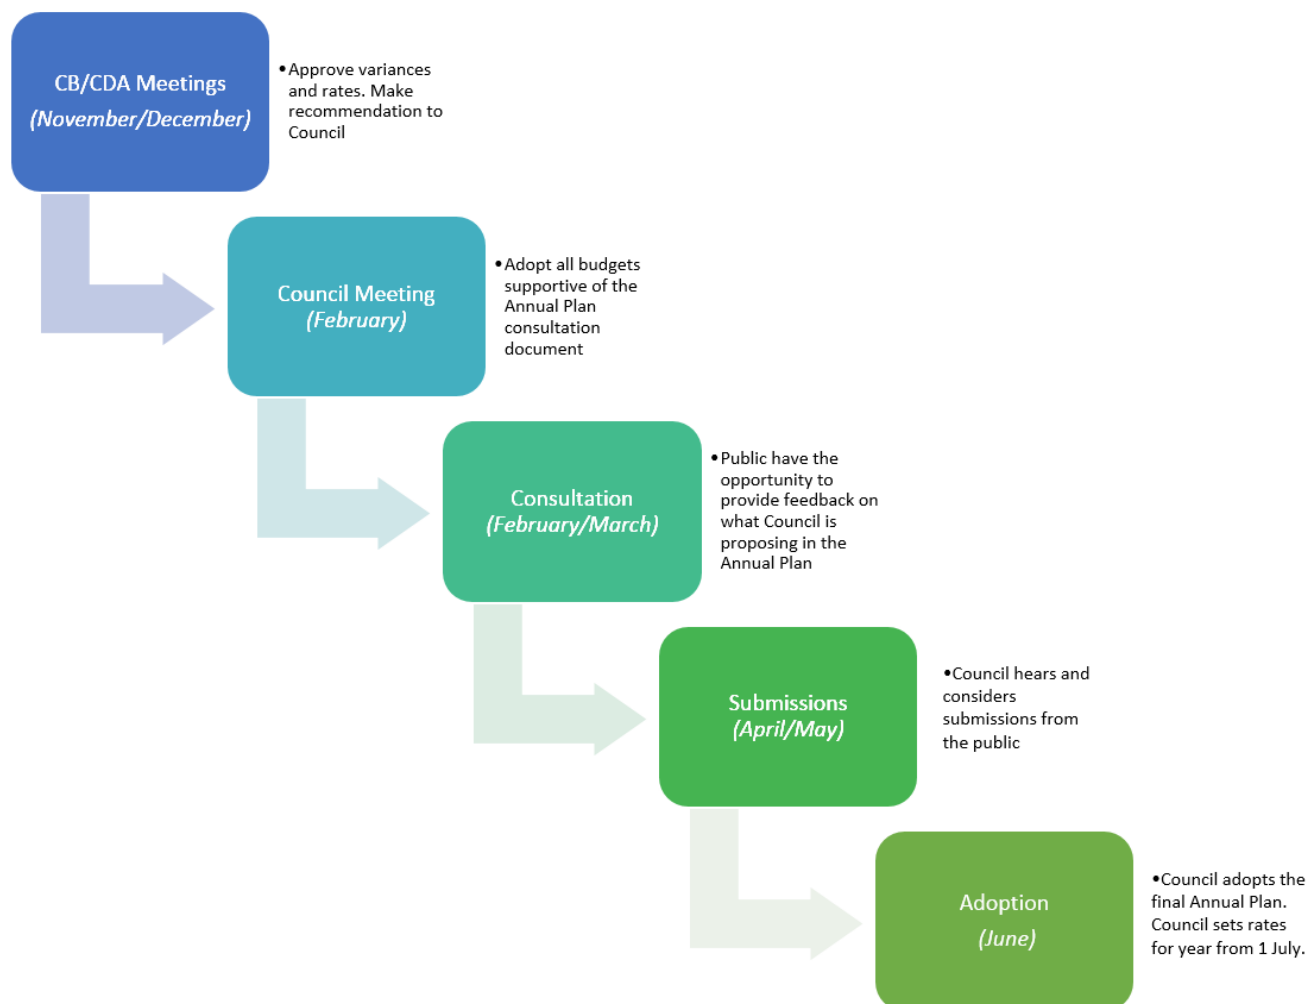 CB/CDA Meetings
(November/December)
•Approve variances
and rates. Make
recommendation to
Council
Council Meeting
(February)
•Adopt all budgets
supportive of the
Annual Plan
consultation
document
Consultation
(February/March)
•Public have the
opportunity to
provide feedback on
what Council is
proposing in the
Annual Plan
Submissions
(April/May)
•Council hears and
considers
submissions from
the public
Adoption
(June)
•Council adopts the
final Annual Plan.
Council sets rates
for year from 1 July.